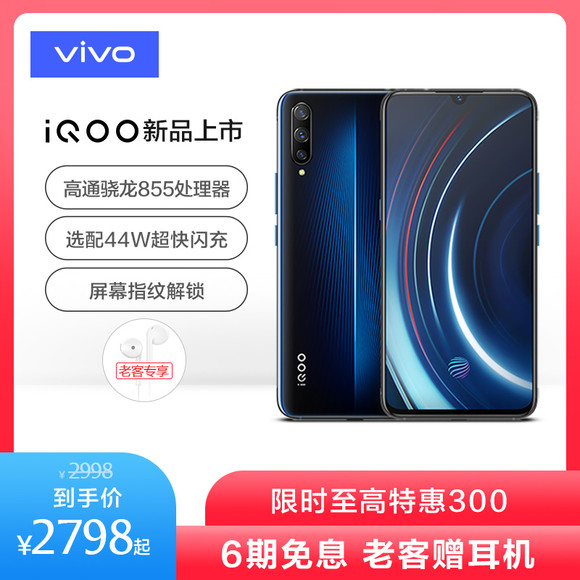 vivo
iQOO新品上市
高通骁龙855处理器
选配44W超快闪充
屏幕指纹解锁
老客专享
iQOO
¥2998
到手价
¥2798起
限时至高特惠300
6期免息 老客赠耳机